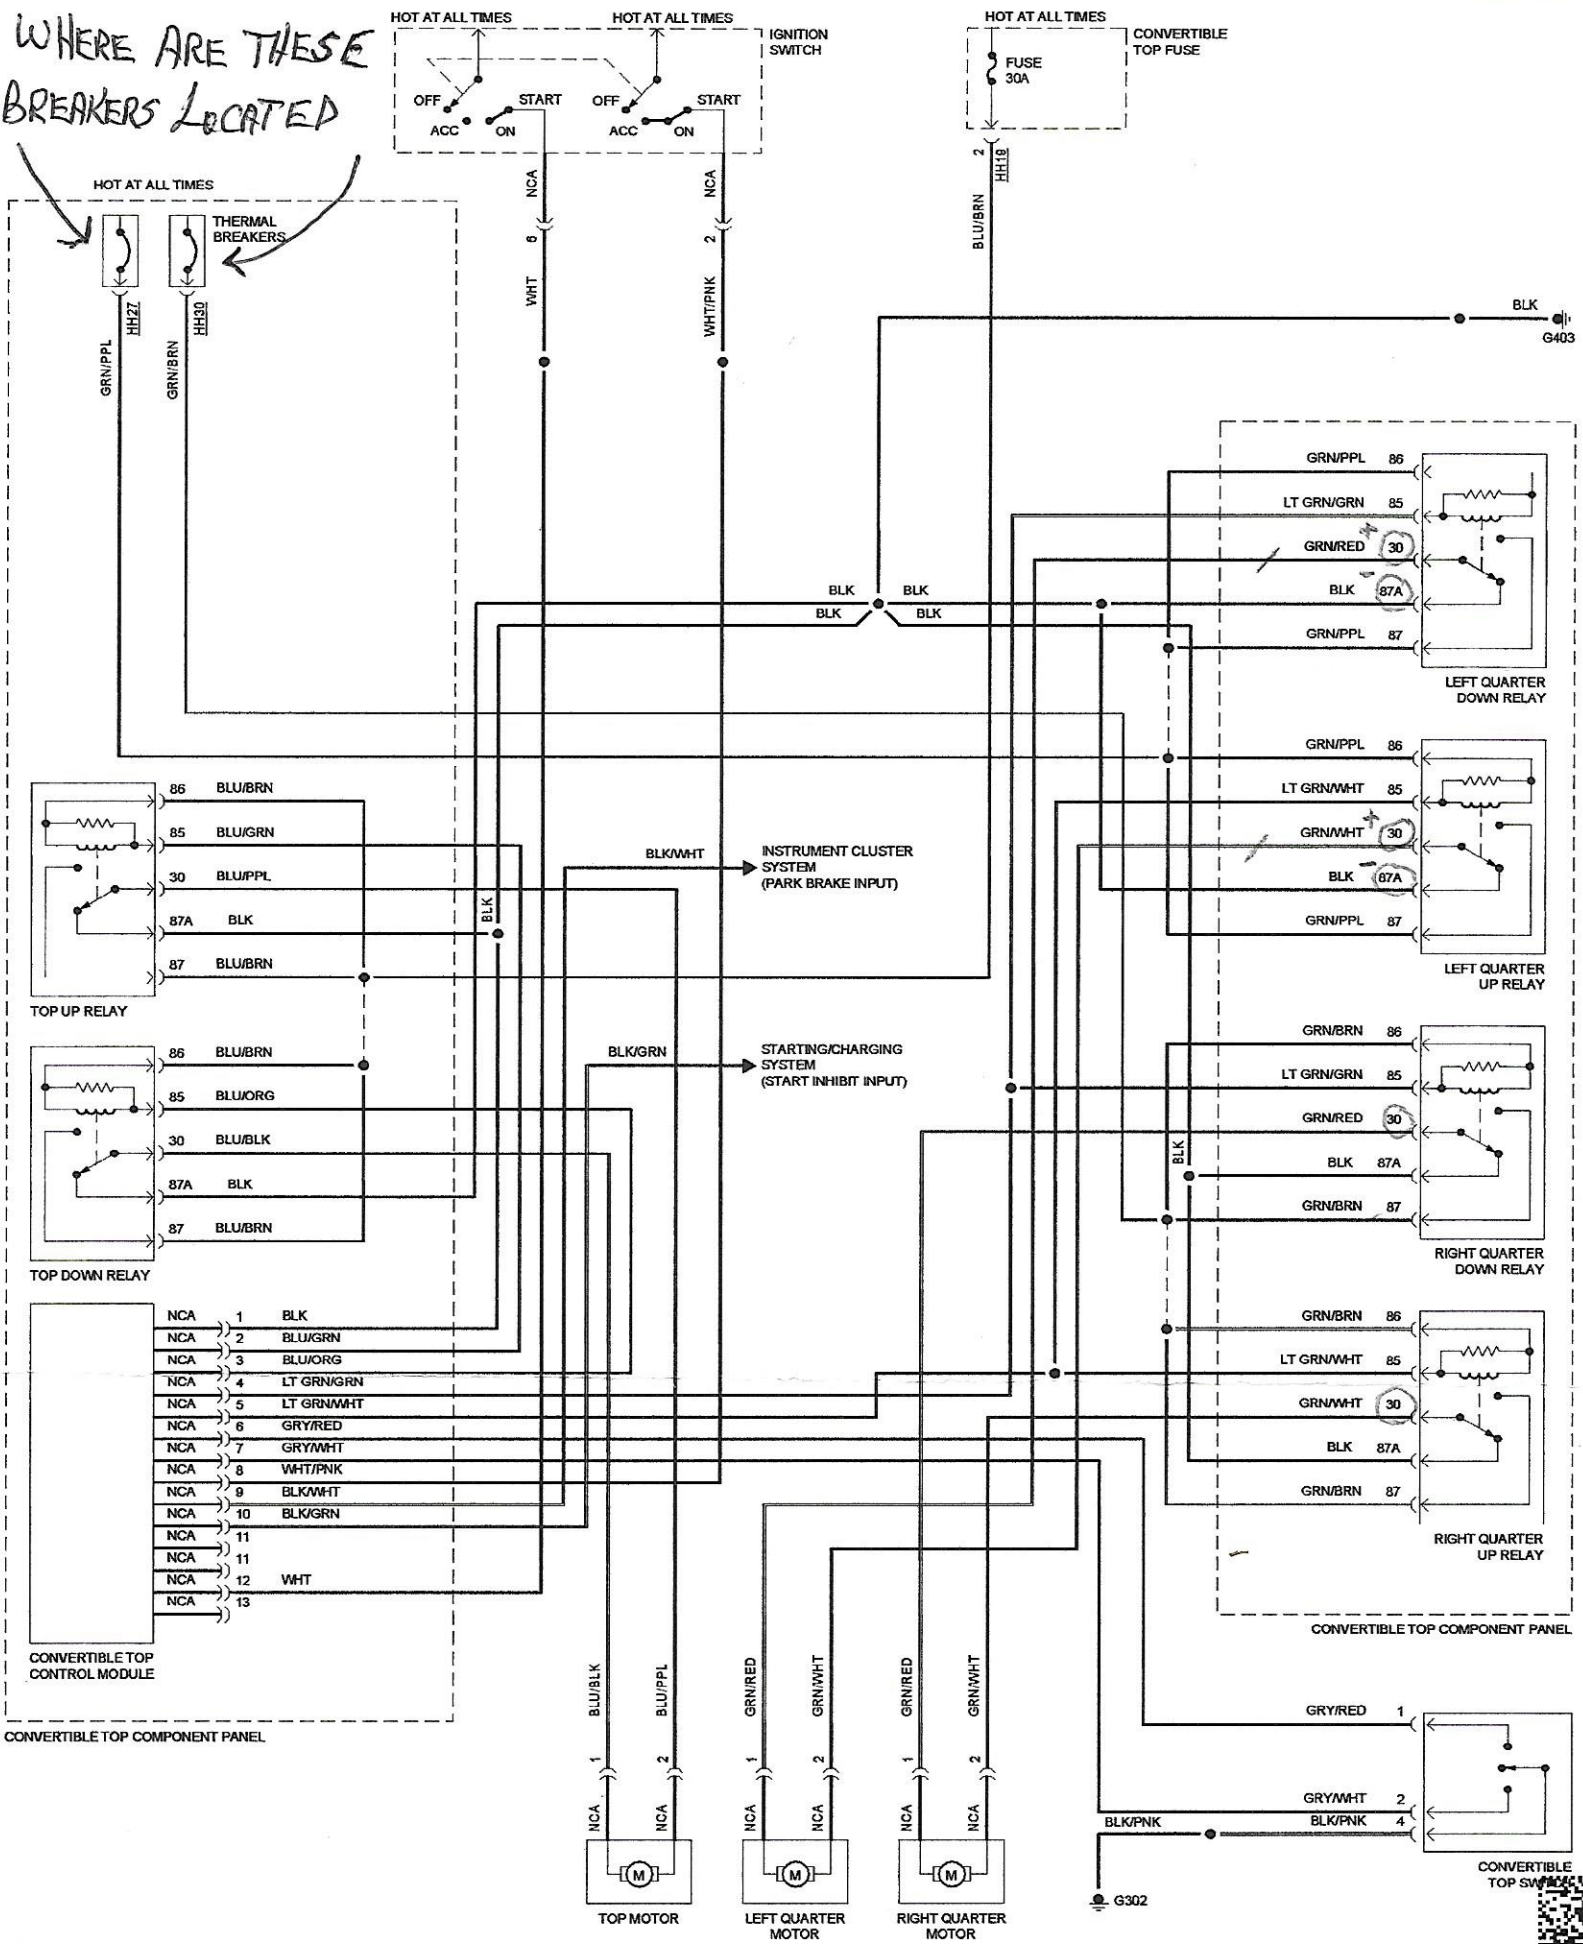 WHERE ARE THESE
BREAKERS LOCATED
HOT AT ALL TIMES
HOT AT ALL TIMES
IGNITION
SWITCH
OFF
START
ACC
ON
OFF
START
ACC
ON
HOT AT ALL TIMES
CONVERTIBLE
TOP FUSE
FUSE
30A
2
HH19
BLU/BRN
NCA
6
WHT
NCA
2
WHT/PNK
HOT AT ALL TIMES
THERMAL
BREAKERS
HH27
HH30
GRN/PPL
GRN/BRN
BLK
G403
BLK
BLK
BLK
BLK
GRN/PPL 86
LT GRN/GRN 85
GRN/RED 30
BLK 87A
GRN/PPL 87
LEFT QUARTER
DOWN RELAY
GRN/PPL 86
LT GRN/WHT 85
GRN/WHT 30
BLK 87A
GRN/PPL 87
LEFT QUARTER
UP RELAY
GRN/BRN 86
LT GRN/GRN 85
GRN/RED 30
BLK 87A
GRN/BRN 87
RIGHT QUARTER
DOWN RELAY
GRN/BRN 86
LT GRN/WHT 85
GRN/WHT 30
BLK 87A
GRN/BRN 87
RIGHT QUARTER
UP RELAY
CONVERTIBLE TOP COMPONENT PANEL
BLK
86 BLU/BRN
85 BLU/GRN
30 BLU/PPL
87A BLK
87 BLU/BRN
TOP UP RELAY
BLK
BLK/WHT
INSTRUMENT CLUSTER
SYSTEM
(PARK BRAKE INPUT)
86 BLU/BRN
85 BLU/ORG
30 BLU/BLK
87A BLK
87 BLU/BRN
TOP DOWN RELAY
BLK/GRN
STARTING/CHARGING
SYSTEM
(START INHIBIT INPUT)
NCA 1 BLK
NCA 2 BLU/GRN
NCA 3 BLU/ORG
NCA 4 LT GRN/GRN
NCA 5 LT GRN/WHT
NCA 6 GRY/RED
NCA 7 GRY/WHT
NCA 8 WHT/PNK
NCA 9 BLK/WHT
NCA 10 BLK/GRN
NCA 11
NCA 11
NCA 12 WHT
NCA 13
CONVERTIBLE TOP
CONTROL MODULE
CONVERTIBLE TOP COMPONENT PANEL
BLU/BLK
1
NCA
BLU/PPL
2
NCA
M
TOP MOTOR
GRN/RED
1
NCA
GRN/WHT
2
NCA
M
LEFT QUARTER
MOTOR
GRN/RED
1
NCA
GRN/WHT
2
NCA
M
RIGHT QUARTER
MOTOR
GRY/RED 1
GRY/WHT 2
BLK/PNK
BLK/PNK 4
G302
CONVERTIBLE
TOP